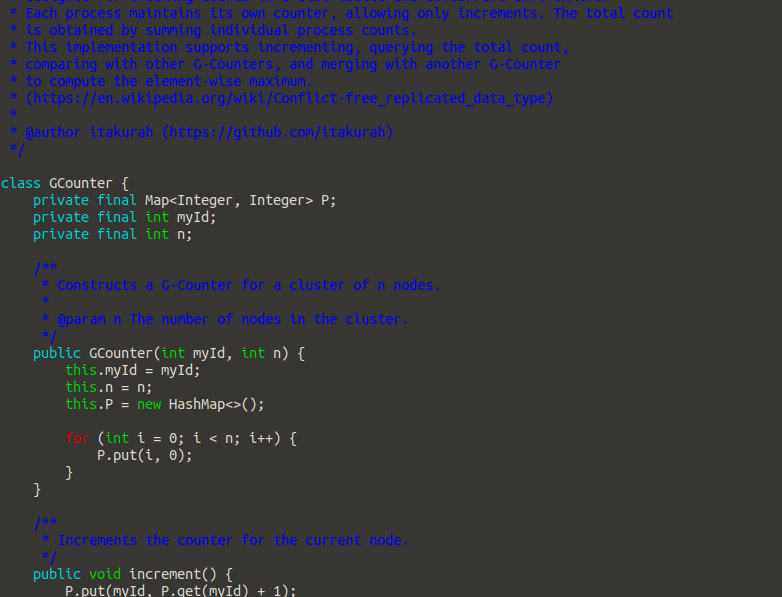 * Each process maintains its own counter, allowing only increments. The total count
 * is obtained by summing individual process counts.
 * This implementation supports incrementing, querying the total count,
 * comparing with other G-Counters, and merging with another G-Counter
 * to compute the element-wise maximum.
 * (https://en.wikipedia.org/wiki/Conflict-free_replicated_data_type)
 *
 * @author itakurah (https://github.com/itakurah)
 */

class GCounter {
    private final Map<Integer, Integer> P;
    private final int myId;
    private final int n;

    /**
     * Constructs a G-Counter for a cluster of n nodes.
     *
     * @param n The number of nodes in the cluster.
     */
    public GCounter(int myId, int n) {
        this.myId = myId;
        this.n = n;
        this.P = new HashMap<>();

        for (int i = 0; i < n; i++) {
            P.put(i, 0);
        }
    }

    /**
     * Increments the counter for the current node.
     */
    public void increment() {
        P.put(myId, P.get(myId) + 1);